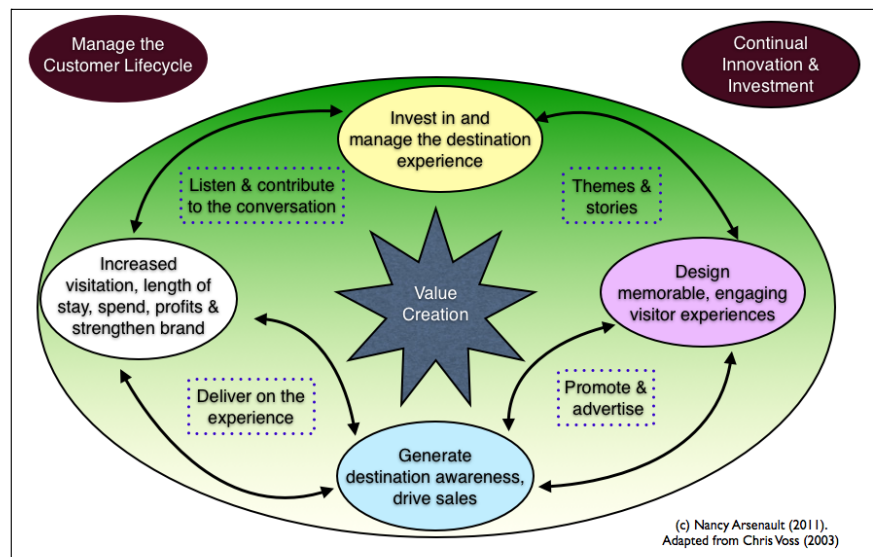 Manage the
Customer Lifecycle
Continual
Innovation &
Investment
Invest in and
manage the destination
experience
Listen & contribute
to the conversation
Themes &
stories
Increased
visitation, length of
stay, spend, profits &
strengthen brand
Value
Creation
Design
memorable, engaging
visitor experiences
Deliver on the
experience
Promote &
advertise
Generate
destination awareness,
drive sales
(c) Nancy Arsenault (2011).
Adapted from Chris Voss (2003)